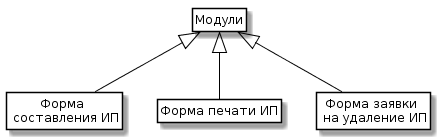 Модули
Форма
составления ИП
Форма печати ИП
Форма заявки
на удаление ИП